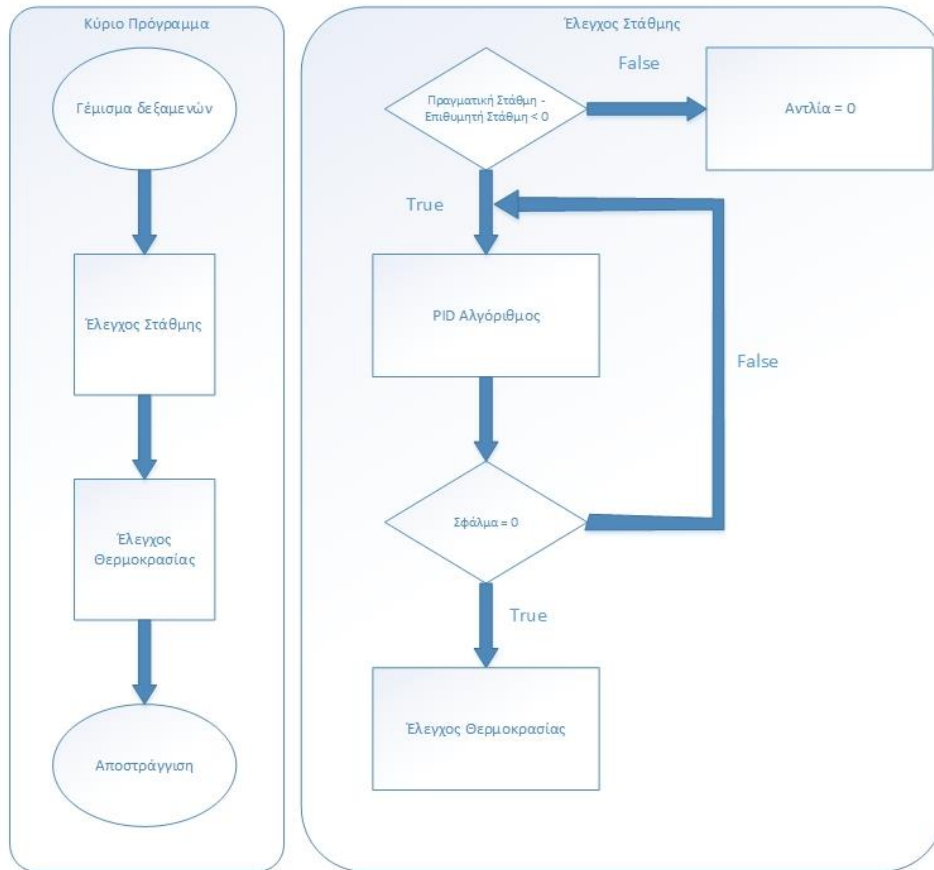 Κύριο Πρόγραμμα
Γέμισμα δεξαμενών
Έλεγχος Στάθμης
Έλεγχος
Θερμοκρασίας
Αποστράγγιση
Έλεγχος Στάθμης
Πραγματική Στάθμη -
Επιθυμητή Στάθμη < 0
False
Αντλία = 0
True
PID Αλγόριθμος
False
Σφάλμα = 0
True
Έλεγχος Θερμοκρασίας